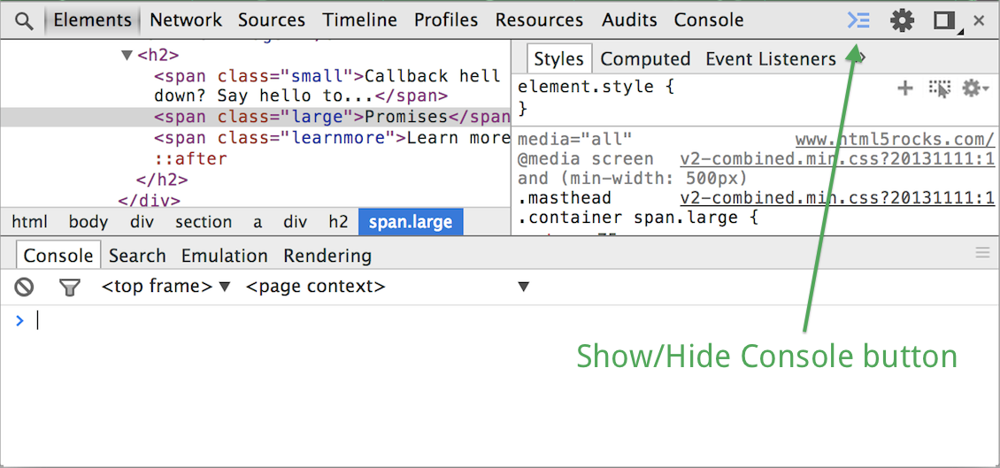 Elements Network Sources Timeline Profiles Resources Audits Console
▼<h2>
<span class="small">Callback hell
down? Say hello to...</span>
<span class="large">Promises</span
<span class="learnmore">Learn more
::after
</h2>
</div>
html body div section a div h2 span.large
Styles Computed Event Listeners
element.style {
}
media="all" www.html5rocks.com/
@media screen v2-combined.min.css?20131111:1
and (min-width: 500px)
.masthead v2-combined.min.css?20131111:1
.container span.large {
Console Search Emulation Rendering
<top frame> ▼ <page context> ▼
>
Show/Hide Console button